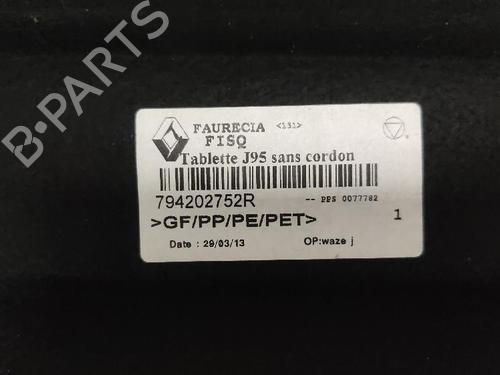 B-PARTS
FAURECIA <131>
FISQ
Tablette J95 sans cordon
794202752R -- PPS 0077782
>GF/PP/PE/PET> 1
Date : 29/03/13 OP:waze j